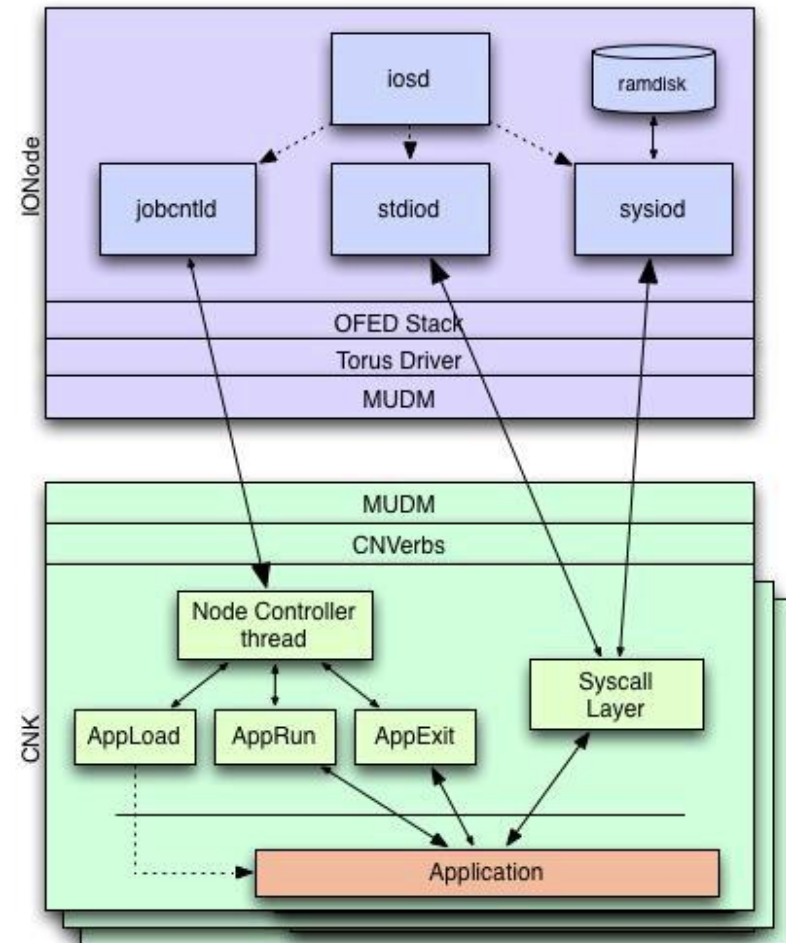 iosd
ramdisk
jobcntld
stdiod
sysiod
IONode
OFED Stack
Torus Driver
MUDM
MUDM
CNVerbs
Node Controller
thread
Syscall
Layer
AppLoad
AppRun
AppExit
CNK
Application